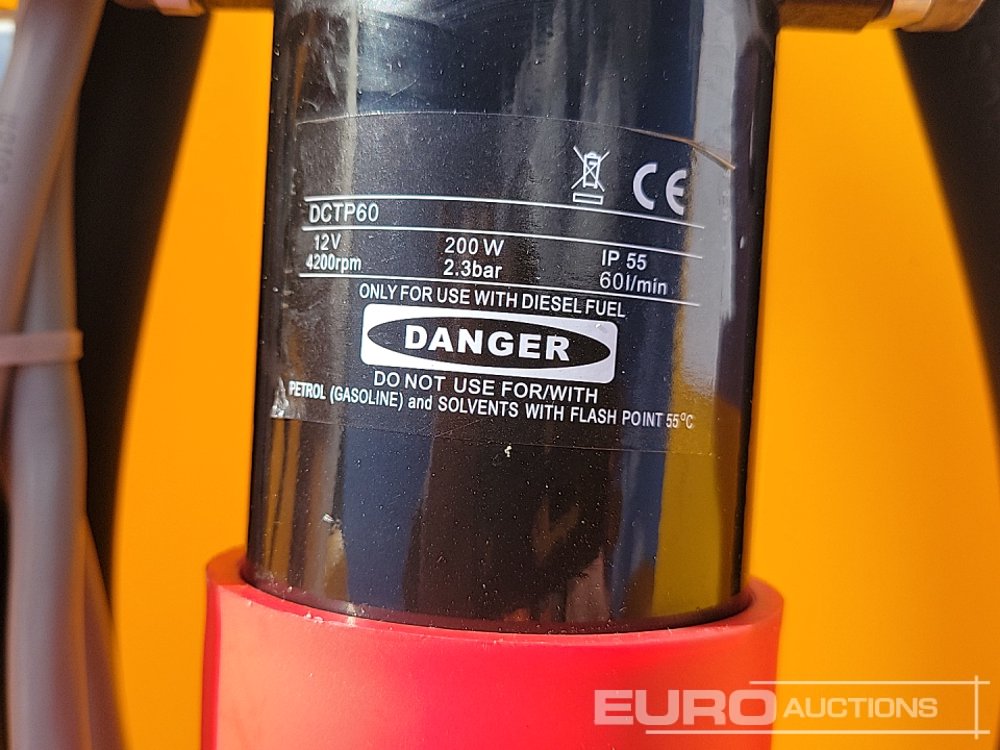 CE
DCTP60
12V 200 W IP 55
4200rpm 2.3bar 60l/min
ONLY FOR USE WITH DIESEL FUEL
DANGER
DO NOT USE FOR/WITH
PETROL (GASOLINE) and SOLVENTS WITH FLASH POINT 55°C
EURO AUCTIONS